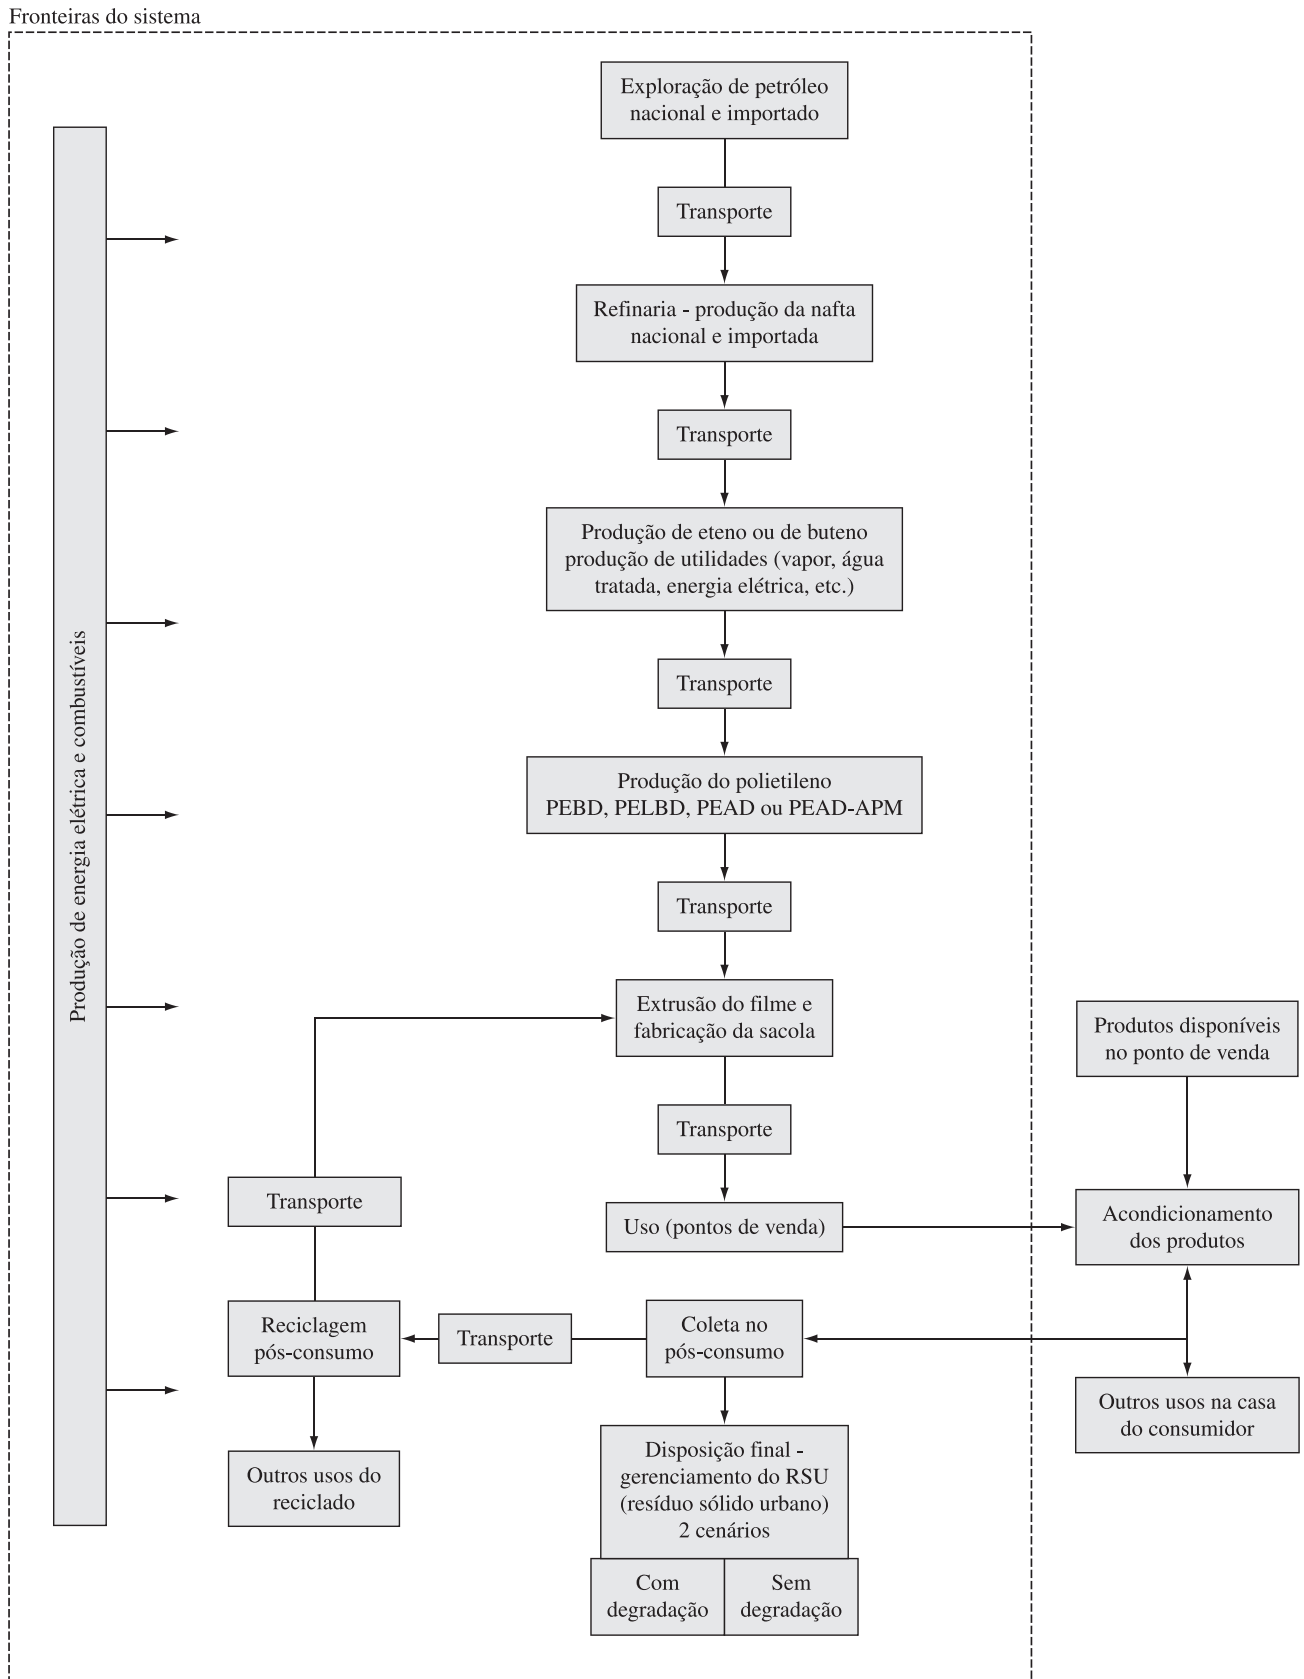 Fronteiras do sistema
Exploração de petróleo
nacional e importado
Transporte
Refinaria - produção da nafta
nacional e importada
Transporte
Produção de eteno ou de buteno
produção de utilidades (vapor, água
tratada, energia elétrica, etc.)
Transporte
Produção do polietileno
PEBD, PELBD, PEAD ou PEAD-APM
Transporte
Extrusão do filme e
fabricação da sacola
Transporte
Uso (pontos de venda)
Produção de energia elétrica e combustíveis
Produtos disponíveis
no ponto de venda
Acondicionamento
dos produtos
Outros usos na casa
do consumidor
Coleta no
pós-consumo
Transporte
Reciclagem
pós-consumo
Transporte
Outros usos do
reciclado
Disposição final -
gerenciamento do RSU
(resíduo sólido urbano)
2 cenários
Com
degradação
Sem
degradação